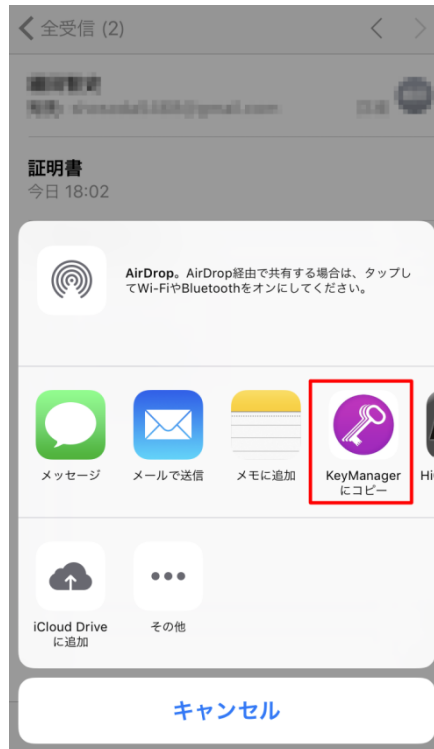 全受信 (2)
証明書
今日 18:02
AirDrop。AirDrop経由で共有する場合は、タップし
てWi-FiやBluetoothをオンにしてください。
メッセージ
メールで送信
メモに追加
KeyManager
にコピー
iCloud Drive
に追加
その他
キャンセル